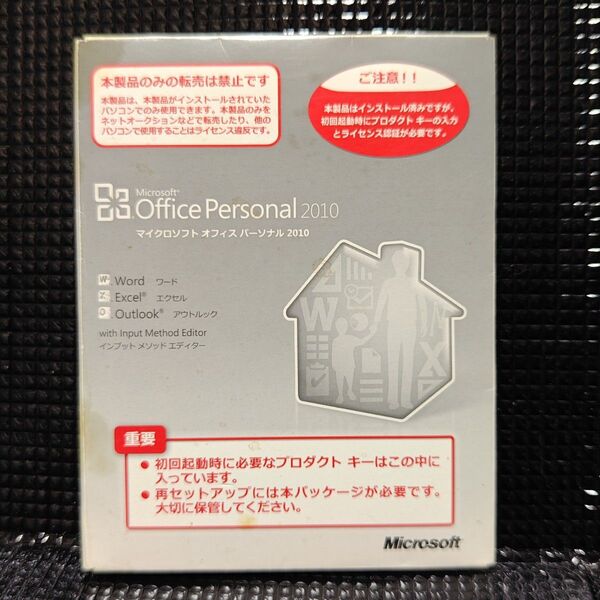 本製品のみの転売は禁止です
本製品は、本製品がインストールされていた
パソコンでのみ使用できます。本製品のみを
ネットオークションなどで転売したり、他の
パソコンで使用することはライセンス違反です。
ご注意！！
本製品はインストール済みですが、
初回起動時にプロダクト キーの入力
とライセンス認証が必要です。
Microsoft®
Office Personal 2010
マイクロソフト オフィス パーソナル 2010
W Word ワード
X Excel® エクセル
O Outlook® アウトルック
with Input Method Editor
インプット メソッド エディター
W
X
重要
● 初回起動時に必要なプロダクト キーはこの中に
入っています。
● 再セットアップには本パッケージが必要です。
大切に保管してください。
Microsoft